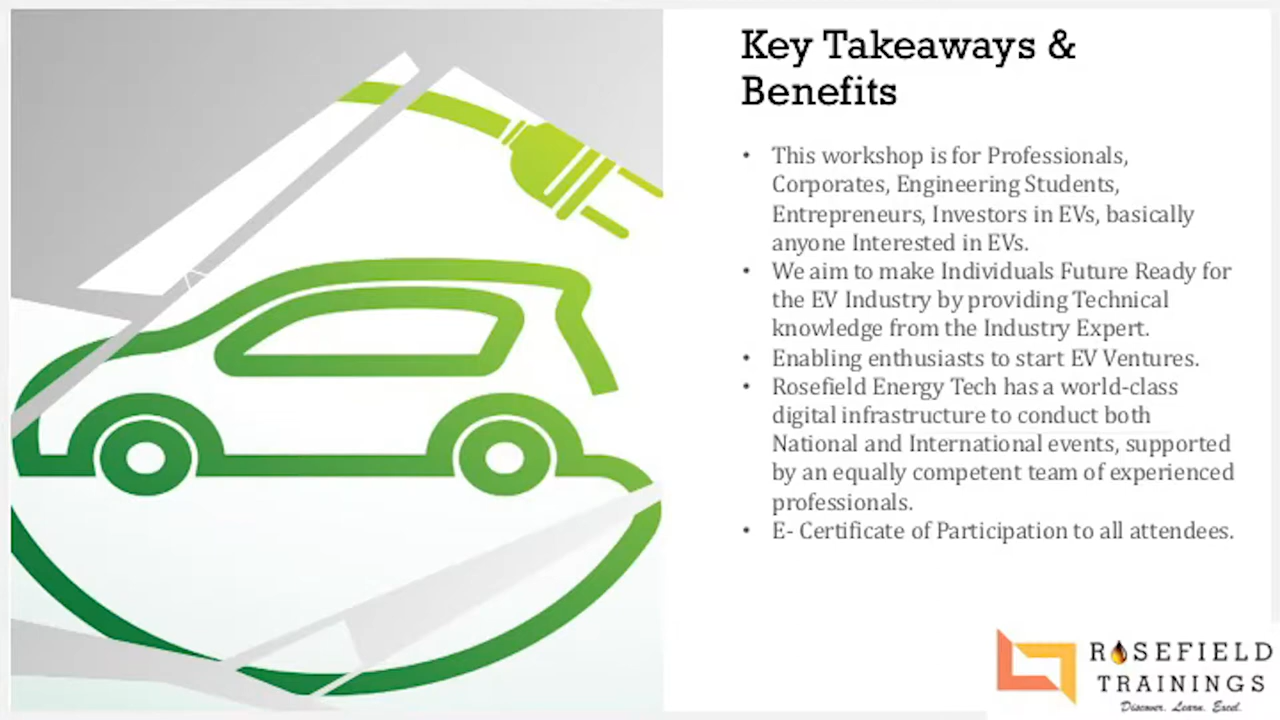 Key Takeaways &
Benefits
• This workshop is for Professionals,
Corporates, Engineering Students,
Entrepreneurs, Investors in EVs, basically
anyone Interested in EVs.
• We aim to make Individuals Future Ready for
the EV Industry by providing Technical
knowledge from the Industry Expert.
• Enabling enthusiasts to start EV Ventures.
• Rosefield Energy Tech has a world-class
digital infrastructure to conduct both
National and International events, supported
by an equally competent team of experienced
professionals.
• E- Certificate of Participation to all attendees.
ROSEFIELD
TRAININGS
Discover. Learn. Excel.